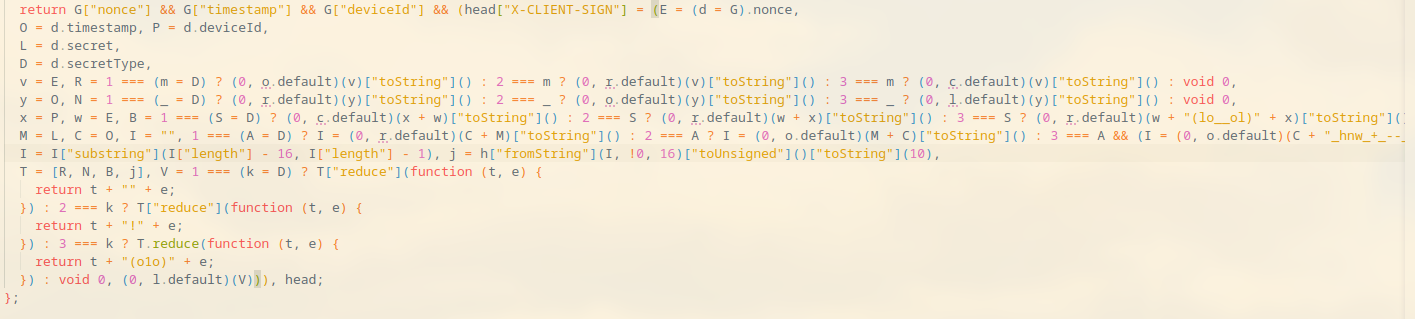 return G["nonce"] && G["timestamp"] && G["deviceId"] && (head["X-CLIENT-SIGN"] = (E = (d = G).nonce,
O = d.timestamp, P = d.deviceId,
L = d.secret,
D = d.secretType,
v = E, R = 1 === (m = D) ? (0, o.default)(v)["toString"]() : 2 === m ? (0, r.default)(v)["toString"]() : 3 === m ? (0, c.default)(v)["toString"]() : void 0,
y = O, N = 1 === (_ = D) ? (0, r.default)(y)["toString"]() : 2 === _ ? (0, o.default)(y)["toString"]() : 3 === _ ? (0, l.default)(y)["toString"]() : void 0,
x = P, w = E, B = 1 === (S = D) ? (0, c.default)(x + w)["toString"]() : 2 === S ? (0, r.default)(w + x)["toString"]() : 3 === S ? (0, r.default)(w + "(lo__ol)" + x)["toString"](
M = L, C = O, I = "", 1 === (A = D) ? I = (0, r.default)(C + M)["toString"]() : 2 === A ? I = (0, o.default)(M + C)["toString"]() : 3 === A && (I = (0, o.default)(C + "_hnw_+_--_
I = I["substring"](I["length"] - 16, I["length"] - 1), j = h["fromString"](I, !0, 16)["toUnsigned"]()["toString"](10),
T = [R, N, B, j], V = 1 === (k = D) ? T["reduce"](function (t, e) {
return t + "" + e;
}) : 2 === k ? T["reduce"](function (t, e) {
return t + "!" + e;
}) : 3 === k ? T.reduce(function (t, e) {
return t + "(o1o)" + e;
}) : void 0, (0, l.default)(V))), head;
};